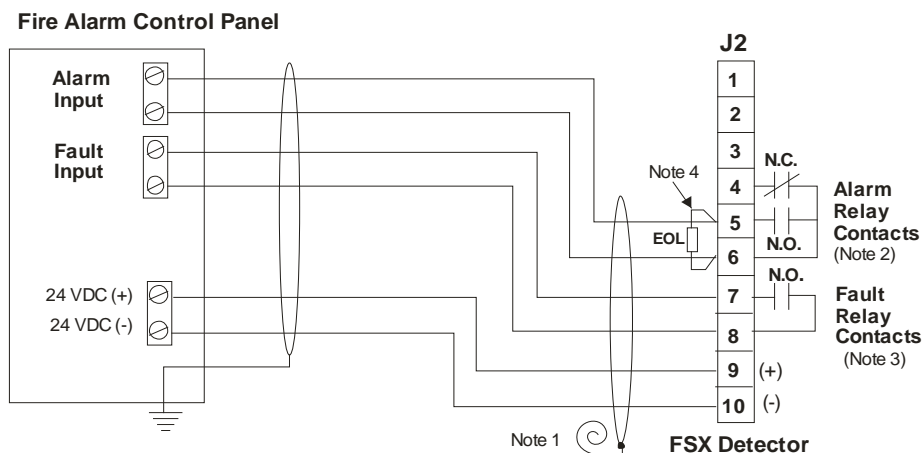 Fire Alarm Control Panel
Alarm
Input
Fault
Input
24 VDC (+)
24 VDC (-)
J2
1
2
3
4
5
6
7
8
9
10
(+)
(-)
N.C.
N.O.
N.O.
Alarm
Relay
Contacts
(Note 2)
Fault
Relay
Contacts
(Note 3)
Note 4
EOL
Note 1
FSX Detector